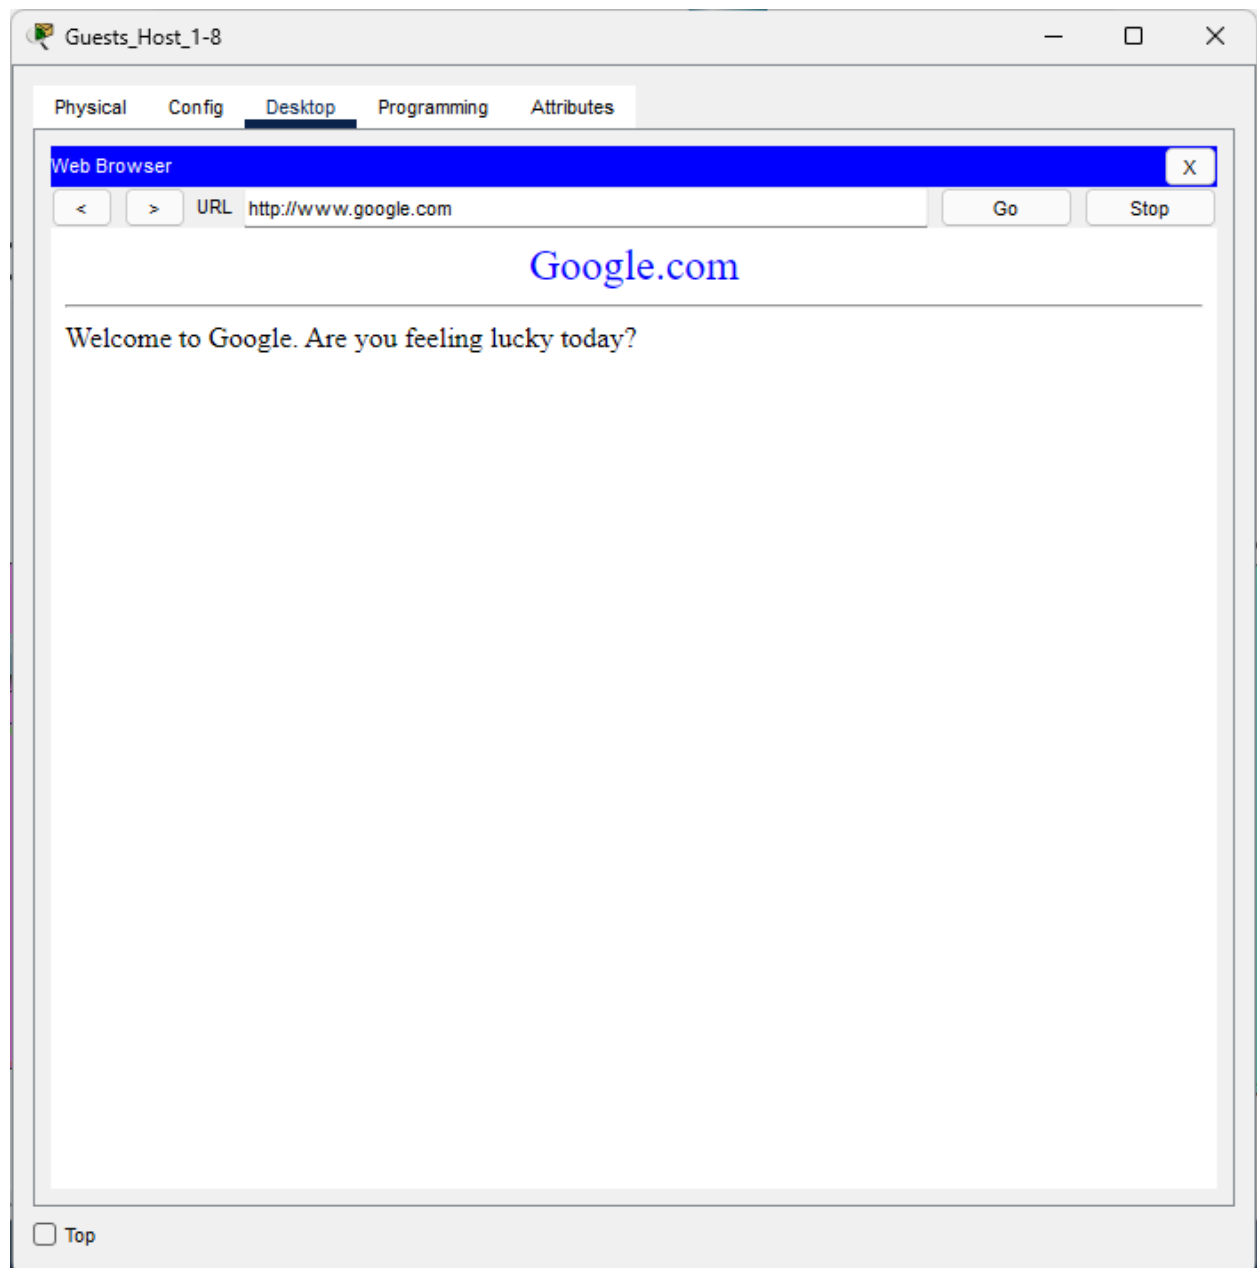 Guests_Host_1-8
Physical Config Desktop Programming Attributes
Web Browser X
< > URL http://www.google.com Go Stop
Google.com
Welcome to Google. Are you feeling lucky today?
Top